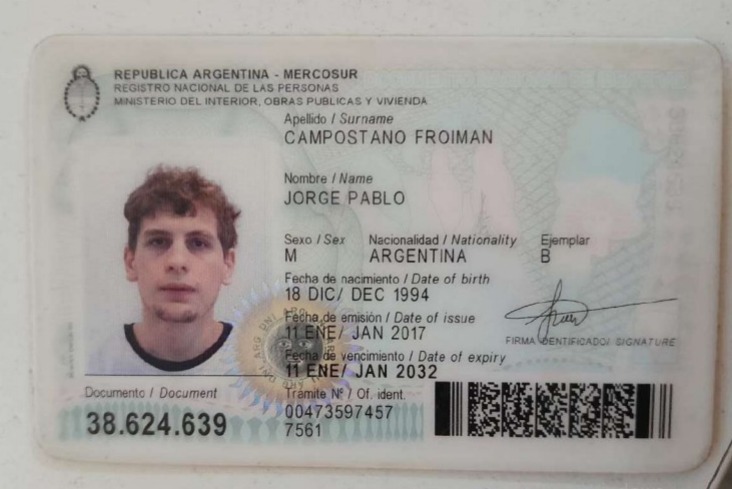 REPUBLICA ARGENTINA - MERCOSUR
REGISTRO NACIONAL DE LAS PERSONAS
MINISTERIO DEL INTERIOR, OBRAS PUBLICAS Y VIVIENDA
Apellido / Surname
CAMPOSTANO FROIMAN
Nombre / Name
JORGE PABLO
Sexo / Sex Nacionalidad / Nationality Ejemplar
M ARGENTINA B
Fecha de nacimiento / Date of birth
18 DIC/ DEC 1994
Fecha de emisión / Date of issue
11 ENE/ JAN 2017
Fecha de vencimiento / Date of expiry
11 ENE/ JAN 2032
FIRMA IDENTIFICADO/ SIGNATURE
Documento / Document
38.624.639
Tramite Nº / Of. ident.
00473597457
7561